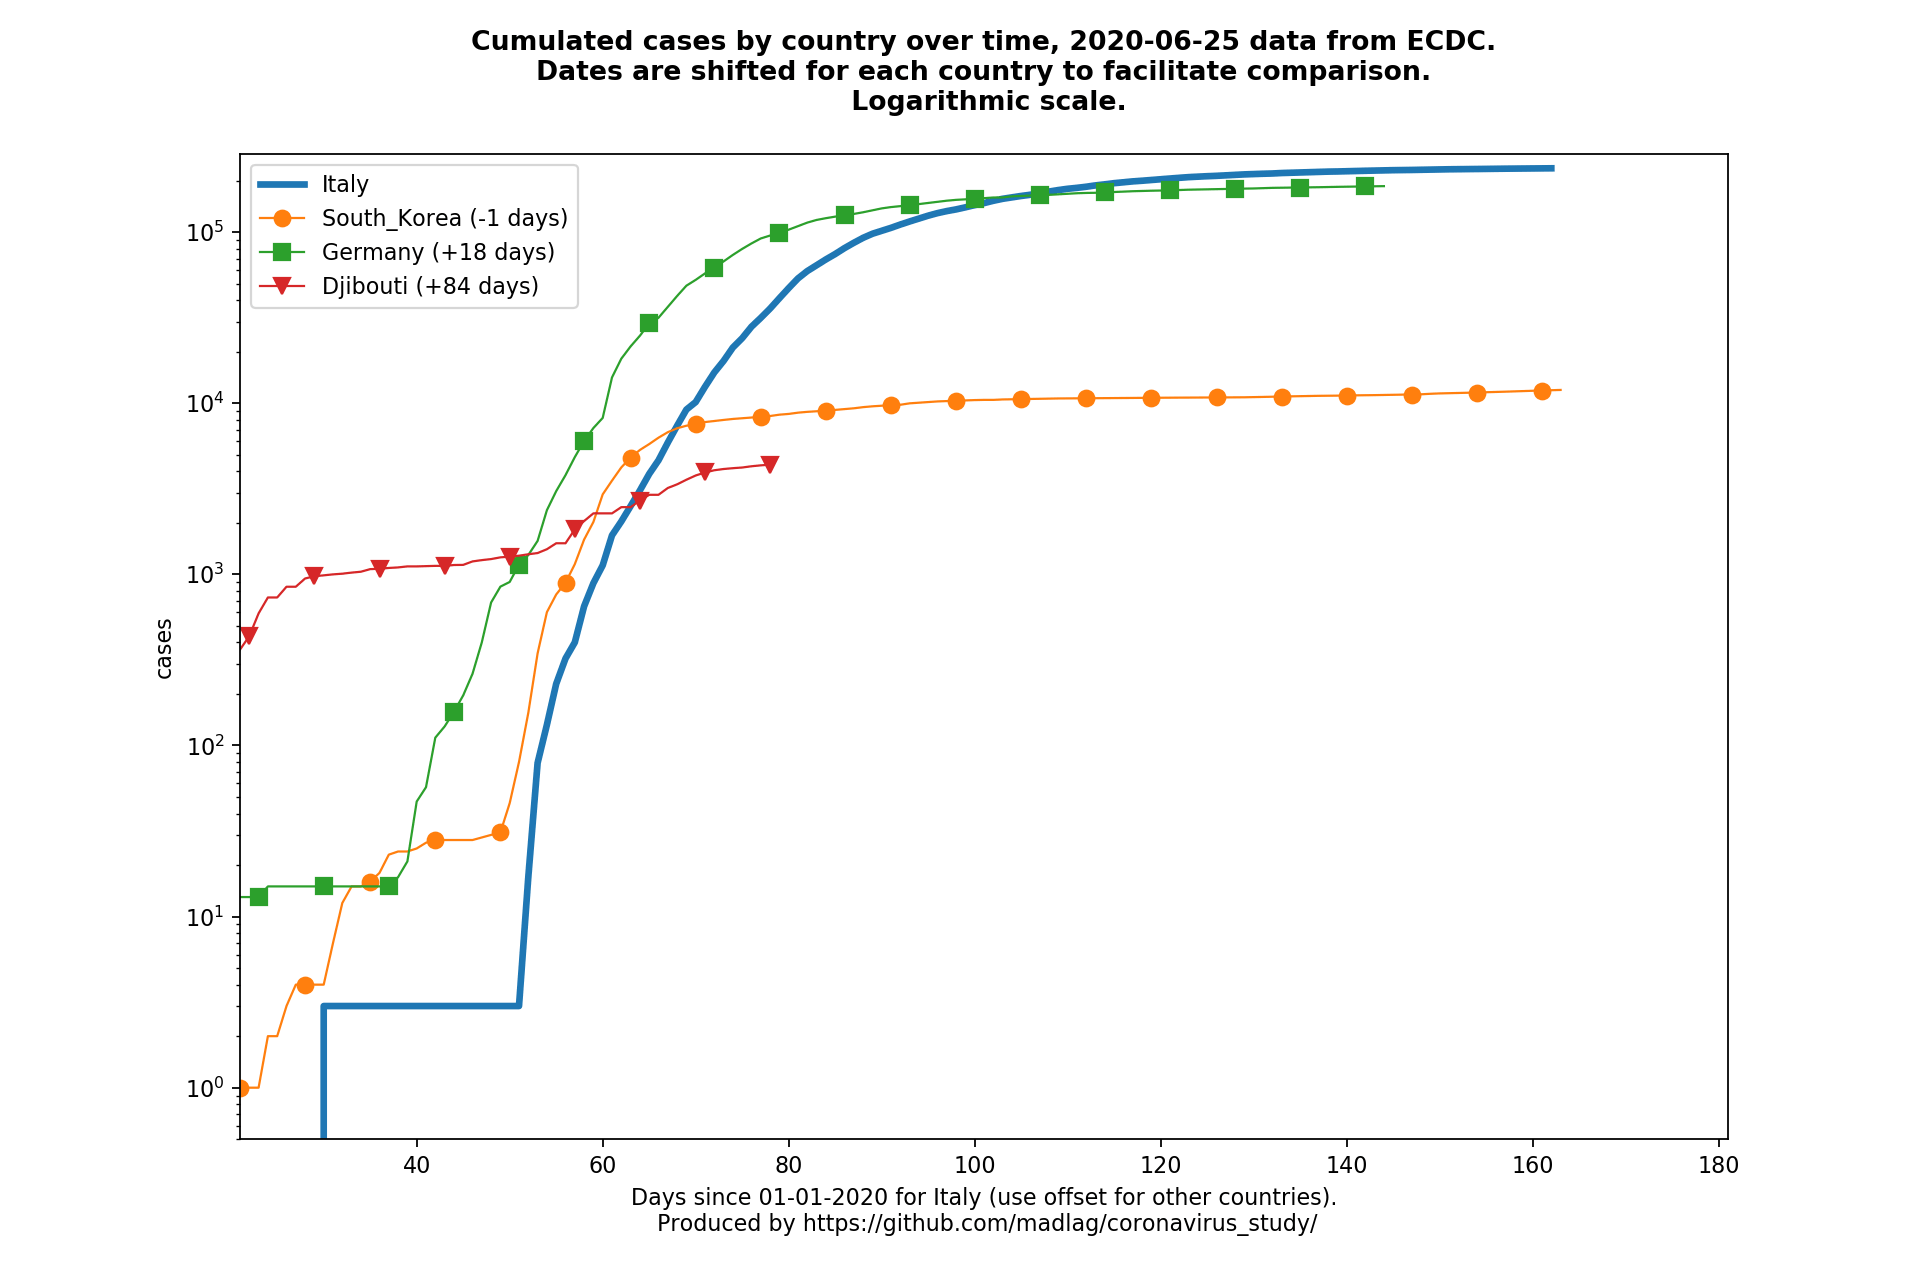 Cumulated cases by country over time, 2020-06-25 data from ECDC.
Dates are shifted for each country to facilitate comparison.
Logarithmic scale.
Italy
South_Korea (-1 days)
Germany (+18 days)
Djibouti (+84 days)
cases
10^5
10^4
10^3
10^2
10^1
10^0
40 60 80 100 120 140 160 180
Days since 01-01-2020 for Italy (use offset for other countries).
Produced by https://github.com/madlag/coronavirus_study/